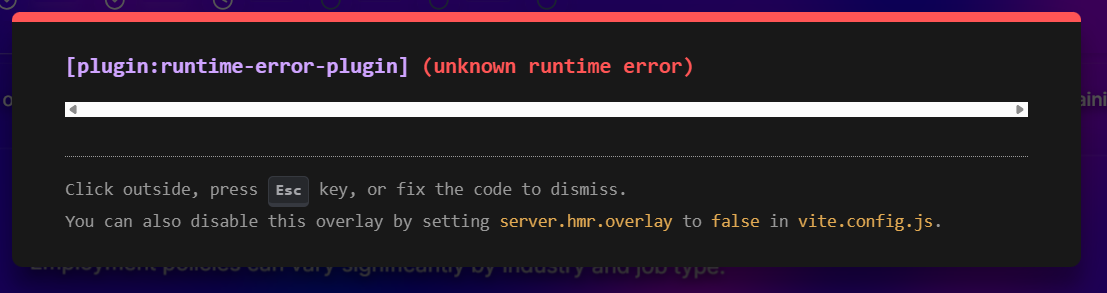 [plugin:runtime-error-plugin] (unknown runtime error)
aini
Click outside, press Esc key, or fix the code to dismiss.
You can also disable this overlay by setting server.hmr.overlay to false in vite.config.js.
Employment policies can vary significantly by industry and job type.